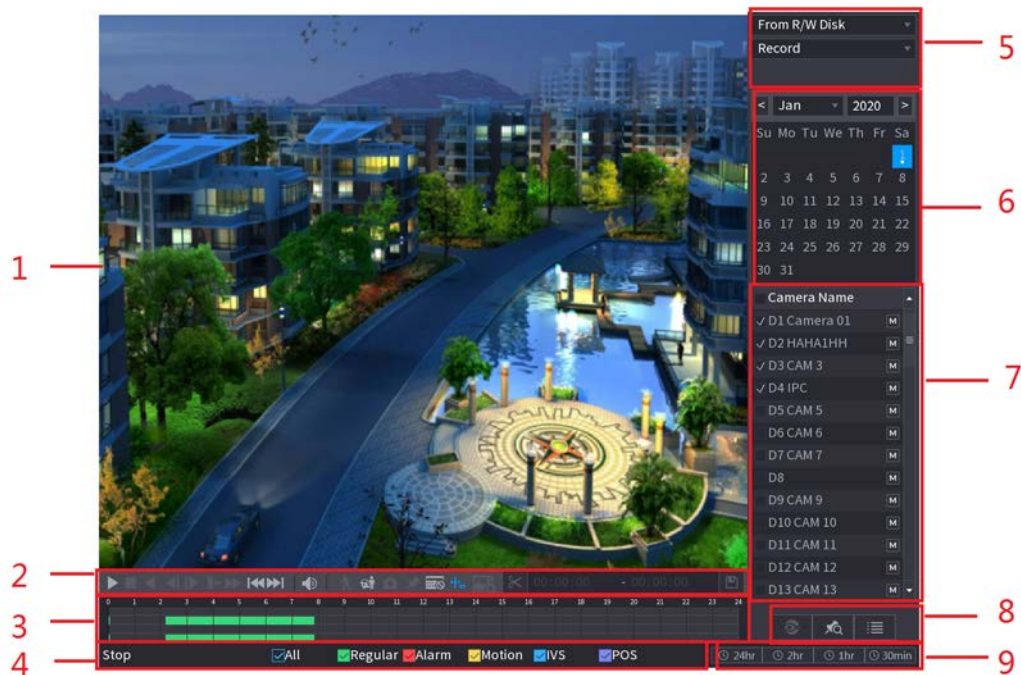 From R/W Disk
Record
5
< Jan 2020 >
Su Mo Tu We Th Fr Sa
1
2 3 4 5 6 7 8
9 10 11 12 13 14 15
16 17 18 19 20 21 22
23 24 25 26 27 28 29
30 31
6
1
Camera Name
D1 Camera 01 M
D2 HAHA1HH M
D3 CAM 3 M
D4 IPC M
D5 CAM 5 M
D6 CAM 6 M
D7 CAM 7 M
D8 M
D9 CAM 9 M
D10 CAM 10 M
D11 CAM 11 M
D12 CAM 12 M
D13 CAM 13 M
7
2
00:00:00 - 00:00:00
0 1 2 3 4 5 6 7 8 9 10 11 12 13 14 15 16 17 18 19 20 21 22 23 24
3
8
Stop All Regular Alarm Motion IVS POS
4
24hr 2hr 1hr 30min
9